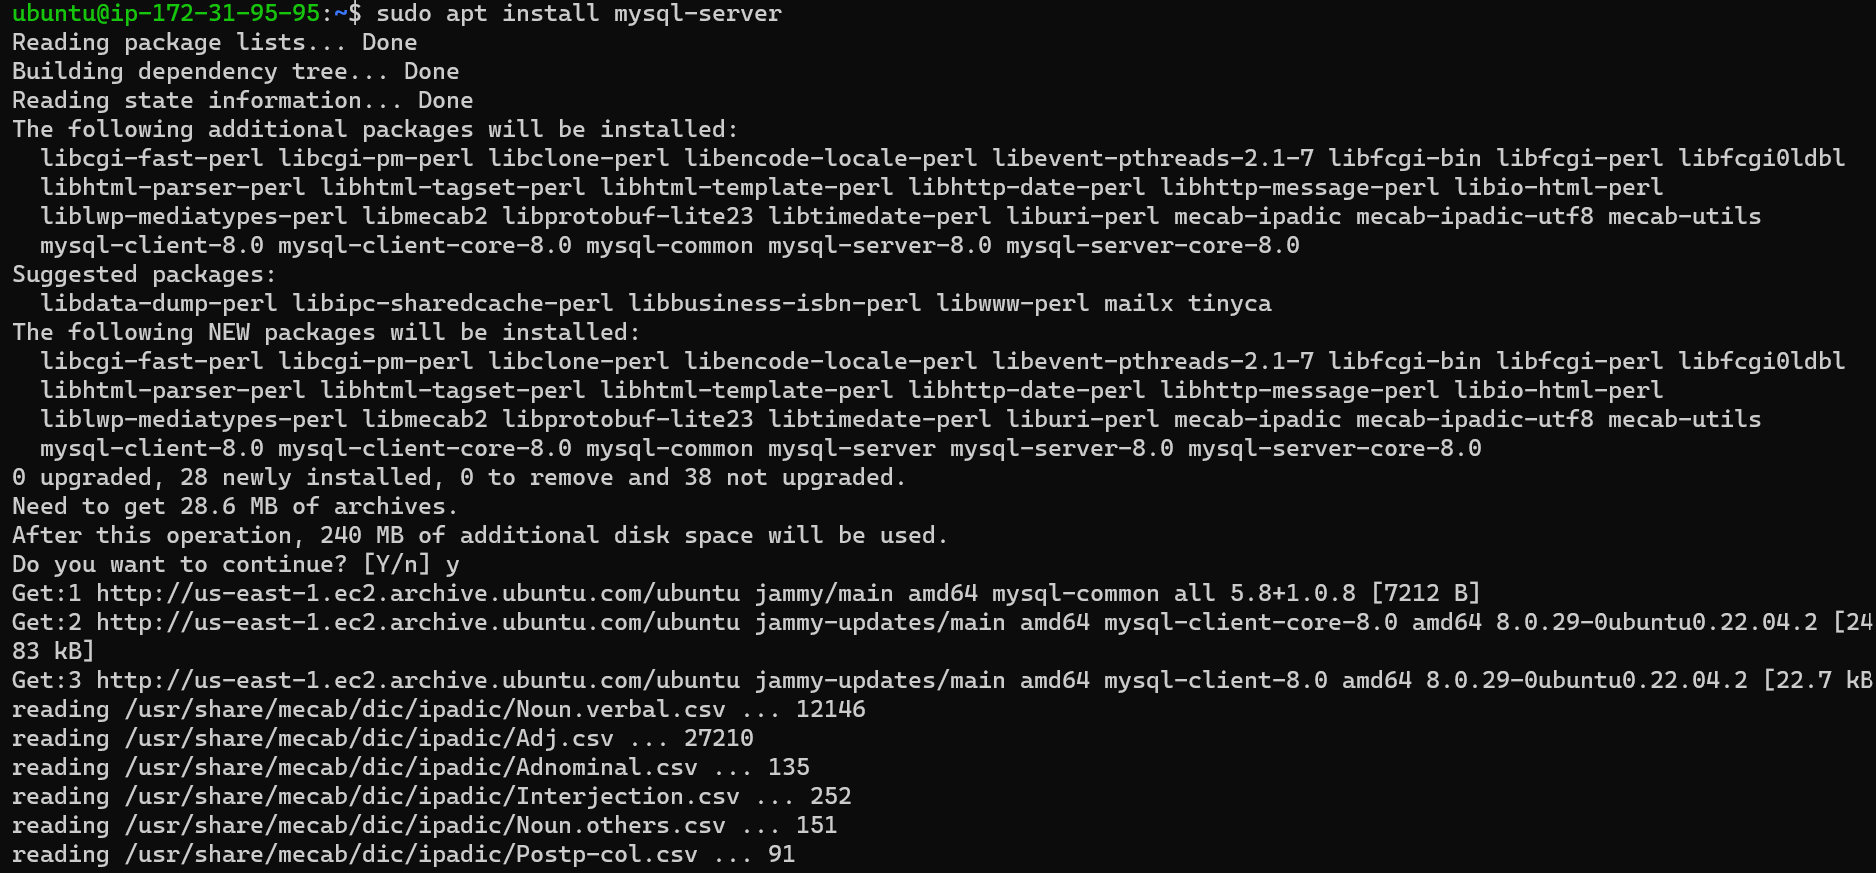 ubuntu@ip-172-31-95-95:~$ sudo apt install mysql-server
Reading package lists... Done
Building dependency tree... Done
Reading state information... Done
The following additional packages will be installed:
  libcgi-fast-perl libcgi-pm-perl libclone-perl libencode-locale-perl libevent-pthreads-2.1-7 libfcgi-bin libfcgi-perl libfcgi0ldbl
  libhtml-parser-perl libhtml-tagset-perl libhtml-template-perl libhttp-date-perl libhttp-message-perl libio-html-perl
  liblwp-mediatypes-perl libmecab2 libprotobuf-lite23 libtimedate-perl liburi-perl mecab-ipadic mecab-ipadic-utf8 mecab-utils
  mysql-client-8.0 mysql-client-core-8.0 mysql-common mysql-server-8.0 mysql-server-core-8.0
Suggested packages:
  libdata-dump-perl libipc-sharedcache-perl libbusiness-isbn-perl libwww-perl mailx tinyca
The following NEW packages will be installed:
  libcgi-fast-perl libcgi-pm-perl libclone-perl libencode-locale-perl libevent-pthreads-2.1-7 libfcgi-bin libfcgi-perl libfcgi0ldbl
  libhtml-parser-perl libhtml-tagset-perl libhtml-template-perl libhttp-date-perl libhttp-message-perl libio-html-perl
  liblwp-mediatypes-perl libmecab2 libprotobuf-lite23 libtimedate-perl liburi-perl mecab-ipadic mecab-ipadic-utf8 mecab-utils
  mysql-client-8.0 mysql-client-core-8.0 mysql-common mysql-server mysql-server-8.0 mysql-server-core-8.0
0 upgraded, 28 newly installed, 0 to remove and 38 not upgraded.
Need to get 28.6 MB of archives.
After this operation, 240 MB of additional disk space will be used.
Do you want to continue? [Y/n] y
Get:1 http://us-east-1.ec2.archive.ubuntu.com/ubuntu jammy/main amd64 mysql-common all 5.8+1.0.8 [7212 B]
Get:2 http://us-east-1.ec2.archive.ubuntu.com/ubuntu jammy-updates/main amd64 mysql-client-core-8.0 amd64 8.0.29-0ubuntu0.22.04.2 [24
83 kB]
Get:3 http://us-east-1.ec2.archive.ubuntu.com/ubuntu jammy-updates/main amd64 mysql-client-8.0 amd64 8.0.29-0ubuntu0.22.04.2 [22.7 kB
reading /usr/share/mecab/dic/ipadic/Noun.verbal.csv ... 12146
reading /usr/share/mecab/dic/ipadic/Adj.csv ... 27210
reading /usr/share/mecab/dic/ipadic/Adnominal.csv ... 135
reading /usr/share/mecab/dic/ipadic/Interjection.csv ... 252
reading /usr/share/mecab/dic/ipadic/Noun.others.csv ... 151
reading /usr/share/mecab/dic/ipadic/Postp-col.csv ... 91